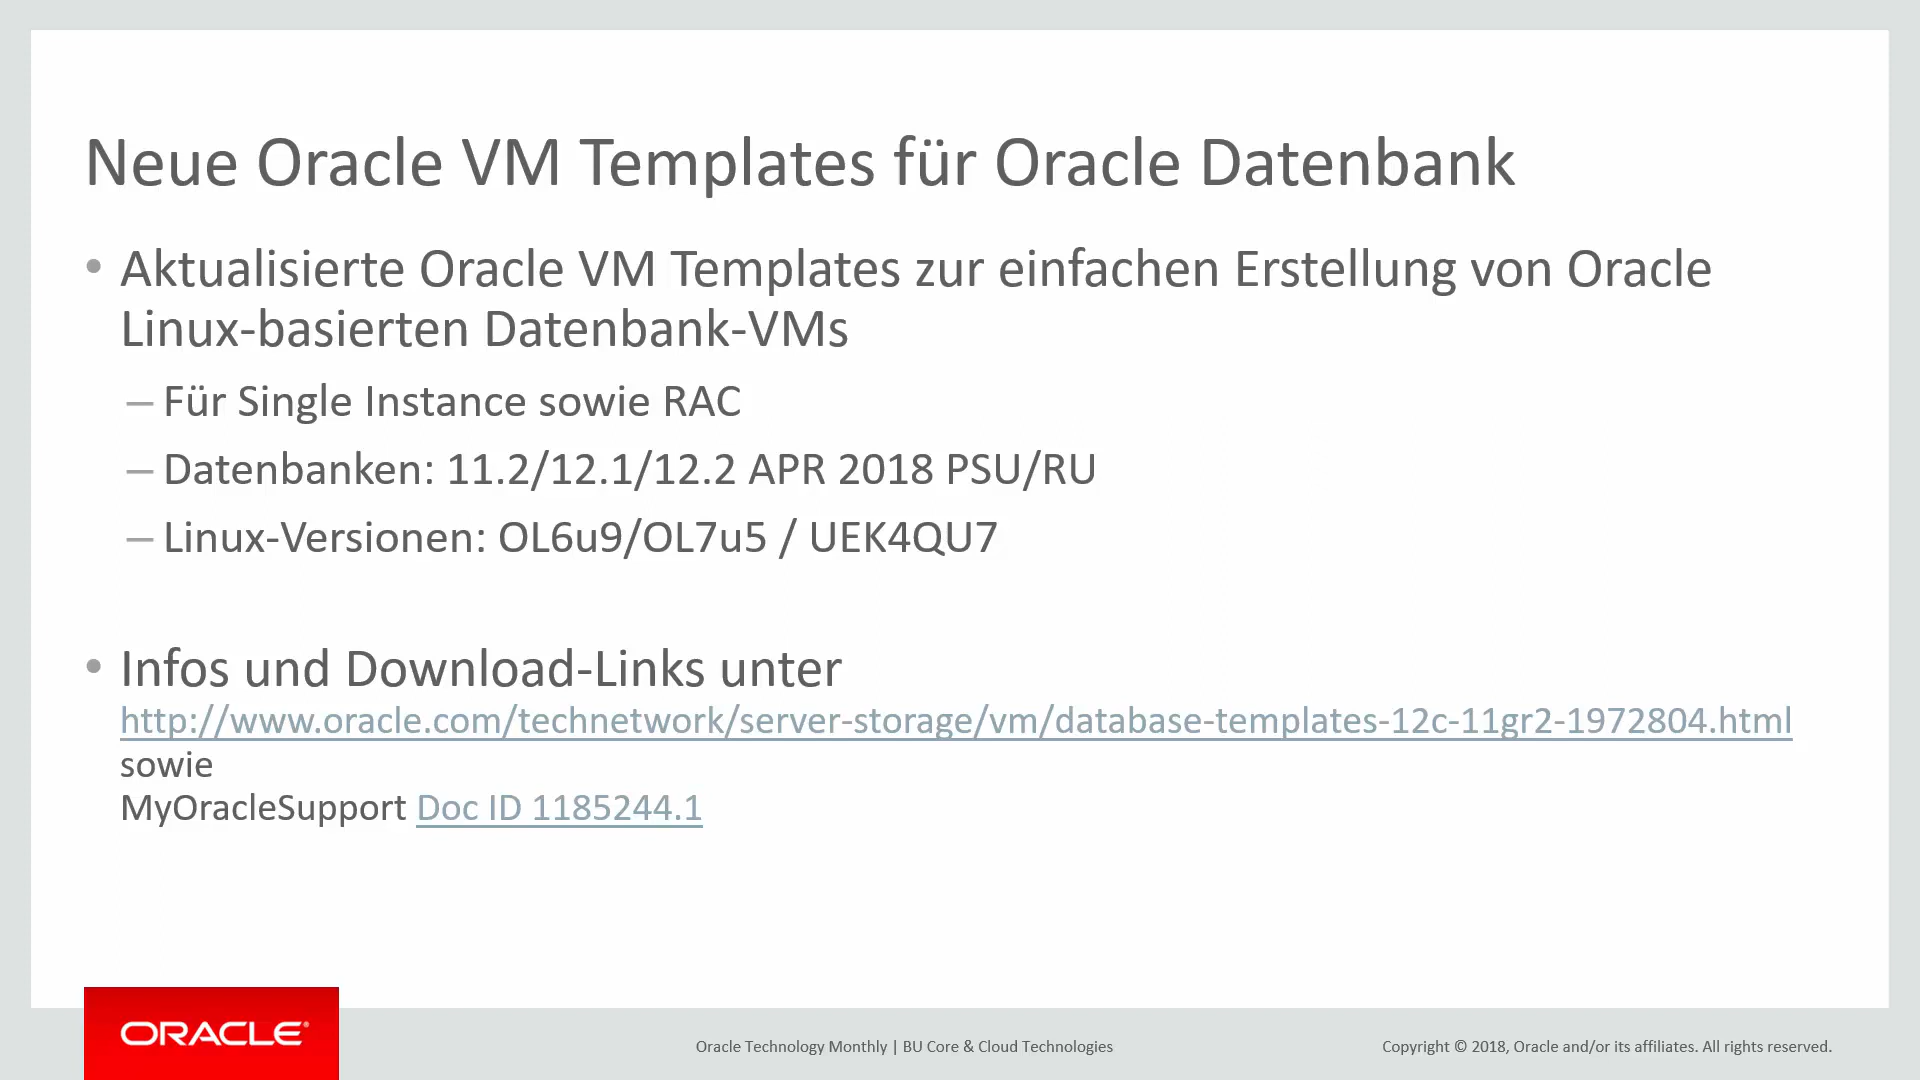 Neue Oracle VM Templates für Oracle Datenbank
• Aktualisierte Oracle VM Templates zur einfachen Erstellung von Oracle
Linux-basierten Datenbank-VMs
– Für Single Instance sowie RAC
– Datenbanken: 11.2/12.1/12.2 APR 2018 PSU/RU
– Linux-Versionen: OL6u9/OL7u5 / UEK4QU7
• Infos und Download-Links unter
http://www.oracle.com/technetwork/server-storage/vm/database-templates-12c-11gr2-1972804.html
sowie
MyOracleSupport Doc ID 1185244.1
ORACLE®
Oracle Technology Monthly | BU Core & Cloud Technologies
Copyright © 2018, Oracle and/or its affiliates. All rights reserved.